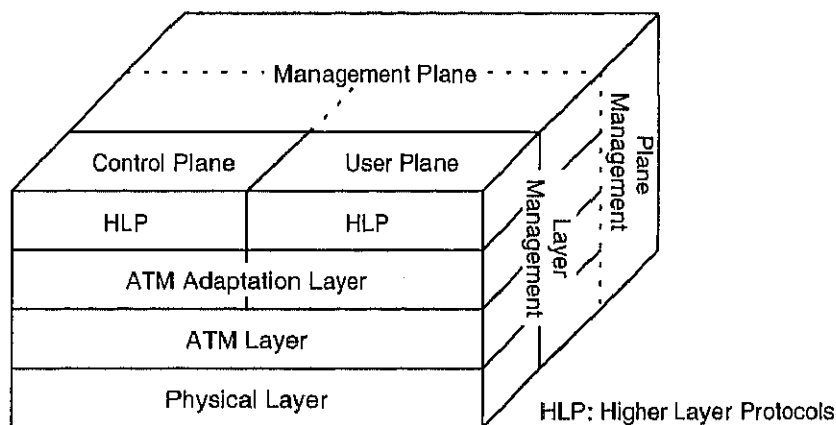 Management Plane
Control Plane
User Plane
HLP
HLP
ATM Adaptation Layer
ATM Layer
Physical Layer
Layer
Management
Plane
Management
HLP: Higher Layer Protocols